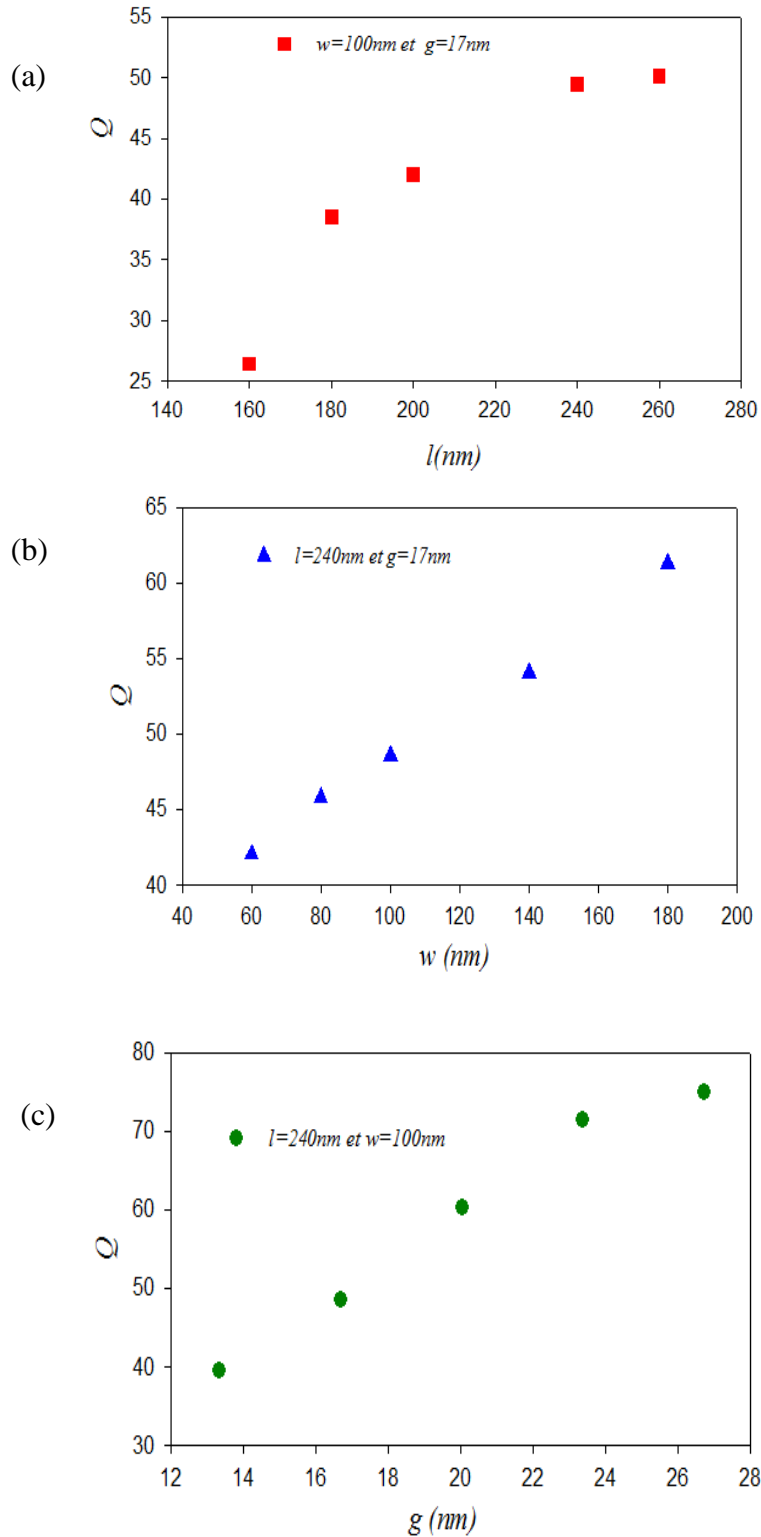 (a)
55
50
45
40
35
30
25
Q
w=100nm et g=17nm
140 160 180 200 220 240 260 280
l(nm)
(b)
65
60
55
50
45
40
Q
l=240nm et g=17nm
40 60 80 100 120 140 160 180 200
w (nm)
(c)
80
70
60
50
40
30
Q
l=240nm et w=100nm
12 14 16 18 20 22 24 26 28
g (nm)